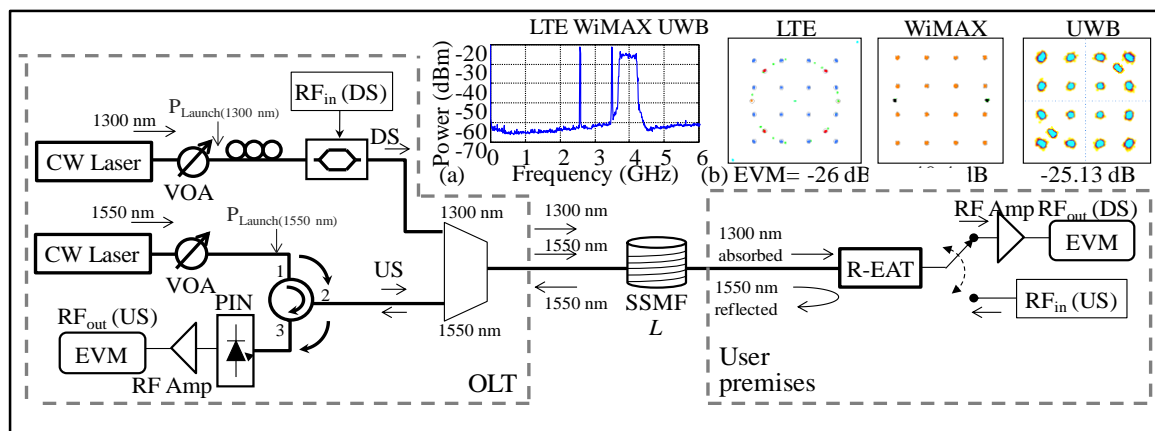 LTE WiMAX UWB
Power (dBm)
-20
-30
-40
-50
-60
-70
0 1 2 3 4 5 6
Frequency (GHz)
(a)
LTE
WiMAX
UWB
(b)
EVM= -26 dB
dB
-25.13 dB
RF_in (DS)
P_Launch(1300 nm)
1300 nm
DS
CW Laser
VOA
1550 nm
P_Launch(1550 nm)
CW Laser
VOA
1
2
3
US
PIN
RF_out (US)
EVM
RF Amp
OLT
1300 nm
1550 nm
1300 nm
1550 nm
1550 nm
SSMF
L
1300 nm
absorbed
1550 nm
reflected
R-EAT
RF Amp RF_out (DS)
EVM
RF_in (US)
User
premises